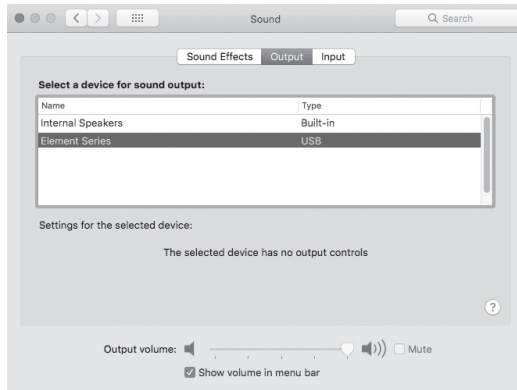 Sound
Search
Sound Effects Output Input
Select a device for sound output:
Name Type
Internal Speakers Built-in
Element Series USB
Settings for the selected device:
The selected device has no output controls
?
Output volume: Mute
Show volume in menu bar